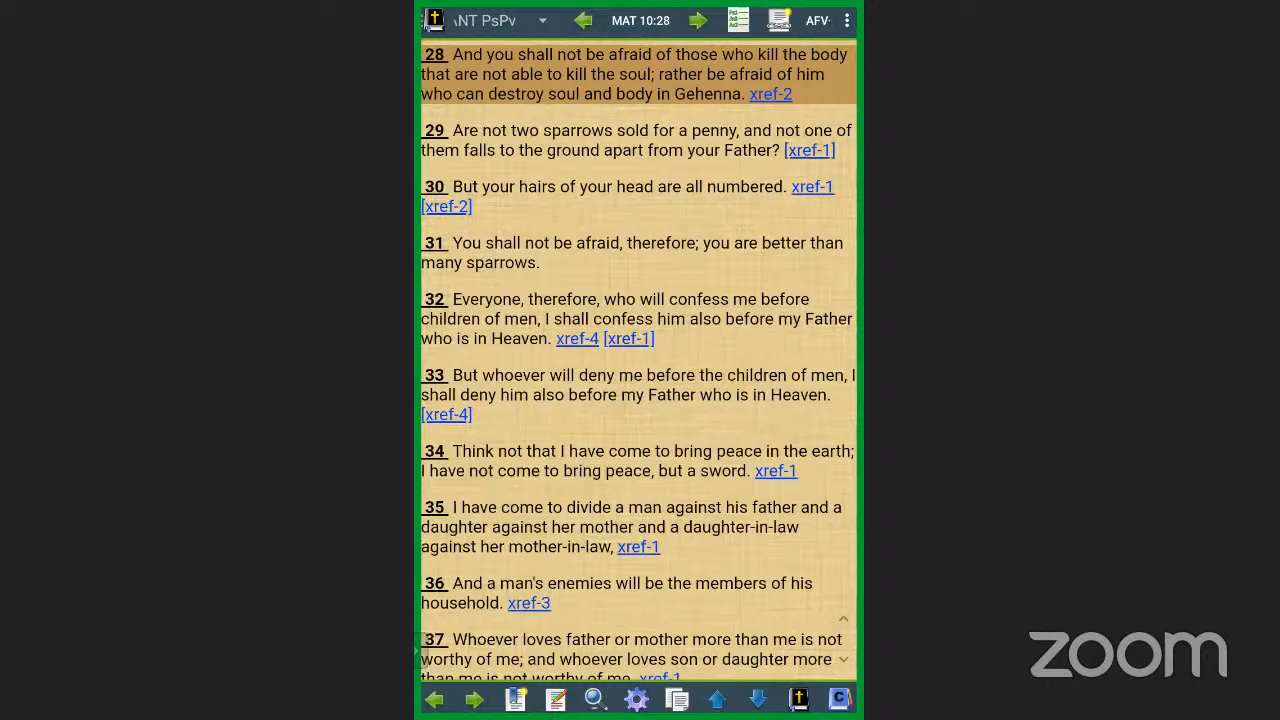 \NT PsPv MAT 10:28 AFV-
28 And you shall not be afraid of those who kill the body
that are not able to kill the soul; rather be afraid of him
who can destroy soul and body in Gehenna. xref-2
29 Are not two sparrows sold for a penny, and not one of
them falls to the ground apart from your Father? [xref-1]
30 But your hairs of your head are all numbered. xref-1
[xref-2]
31 You shall not be afraid, therefore; you are better than
many sparrows.
32 Everyone, therefore, who will confess me before
children of men, I shall confess him also before my Father
who is in Heaven. xref-4 [xref-1]
33 But whoever will deny me before the children of men, I
shall deny him also before my Father who is in Heaven.
[xref-4]
34 Think not that I have come to bring peace in the earth;
I have not come to bring peace, but a sword. xref-1
35 I have come to divide a man against his father and a
daughter against her mother and a daughter-in-law
against her mother-in-law, xref-1
36 And a man's enemies will be the members of his
household. xref-3
37 Whoever loves father or mother more than me is not
worthy of me; and whoever loves son or daughter more
than me is not worthy of me. xref-1
zoom